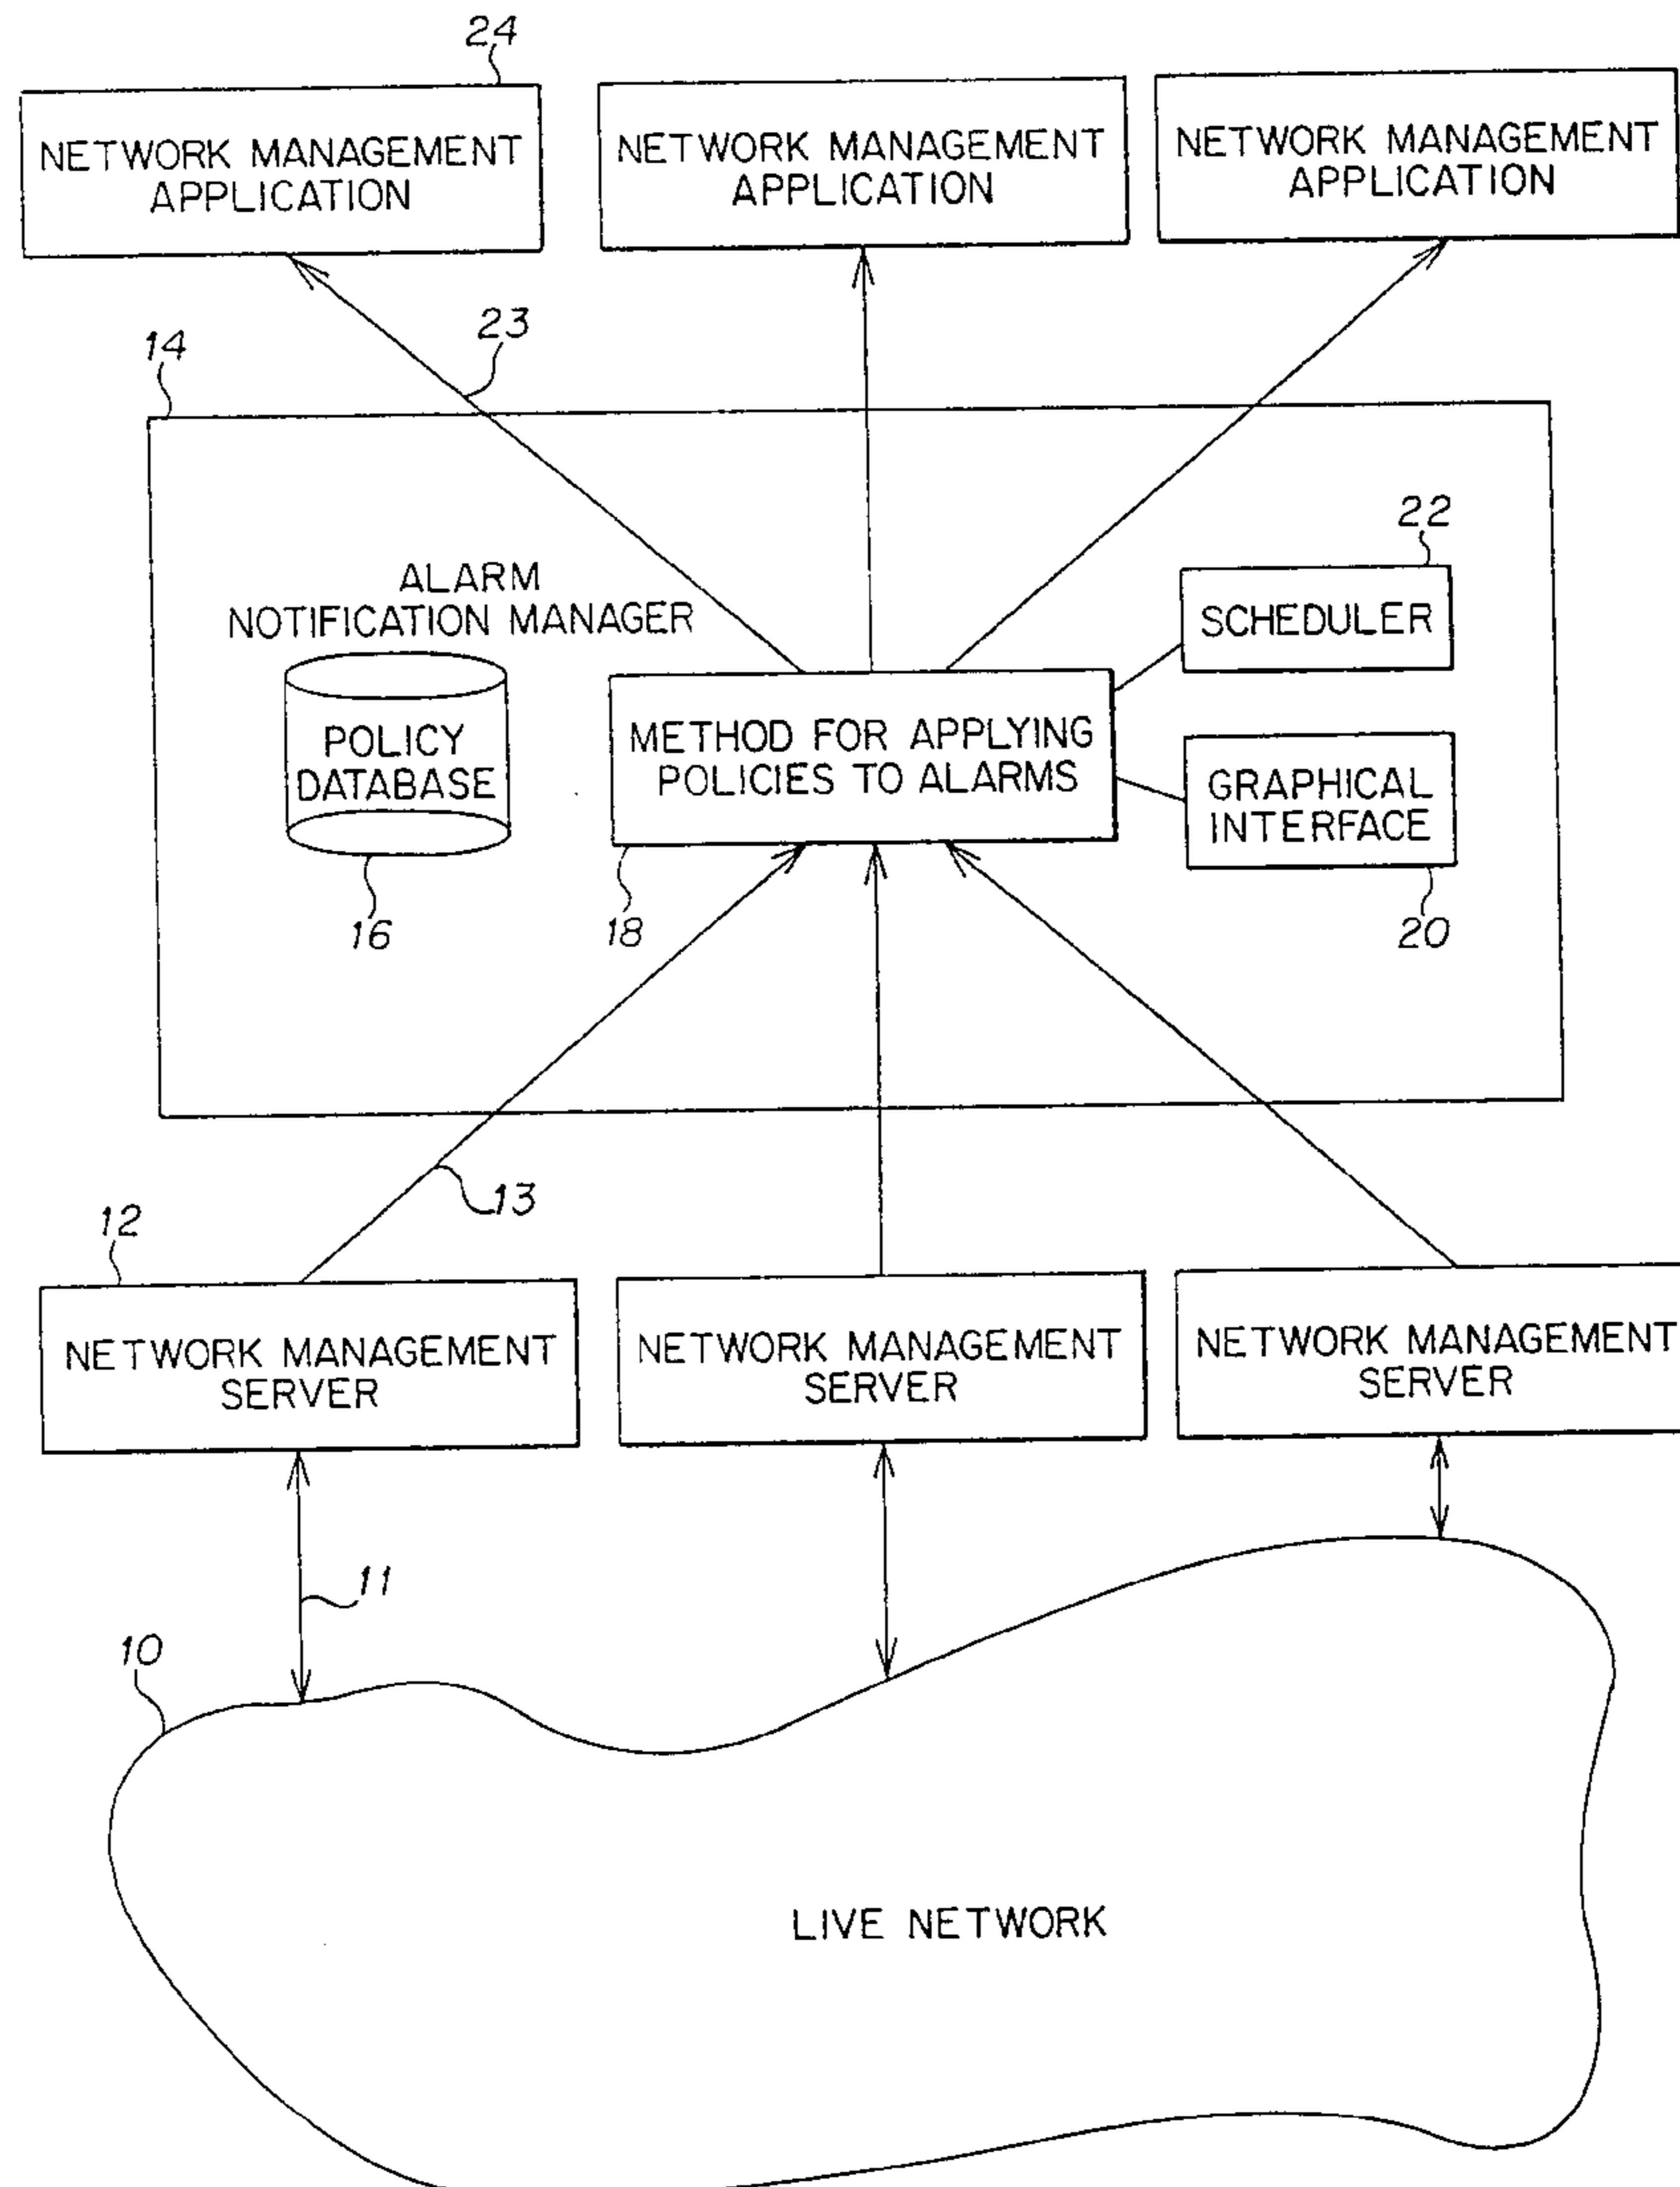 24
NETWORK MANAGEMENT
APPLICATION
NETWORK MANAGEMENT
APPLICATION
NETWORK MANAGEMENT
APPLICATION
23
14
22
ALARM
NOTIFICATION MANAGER
SCHEDULER
POLICY
DATABASE
METHOD FOR APPLYING
POLICIES TO ALARMS
GRAPHICAL
INTERFACE
16
18
20
13
12
NETWORK MANAGEMENT
SERVER
NETWORK MANAGEMENT
SERVER
NETWORK MANAGEMENT
SERVER
11
10
LIVE NETWORK